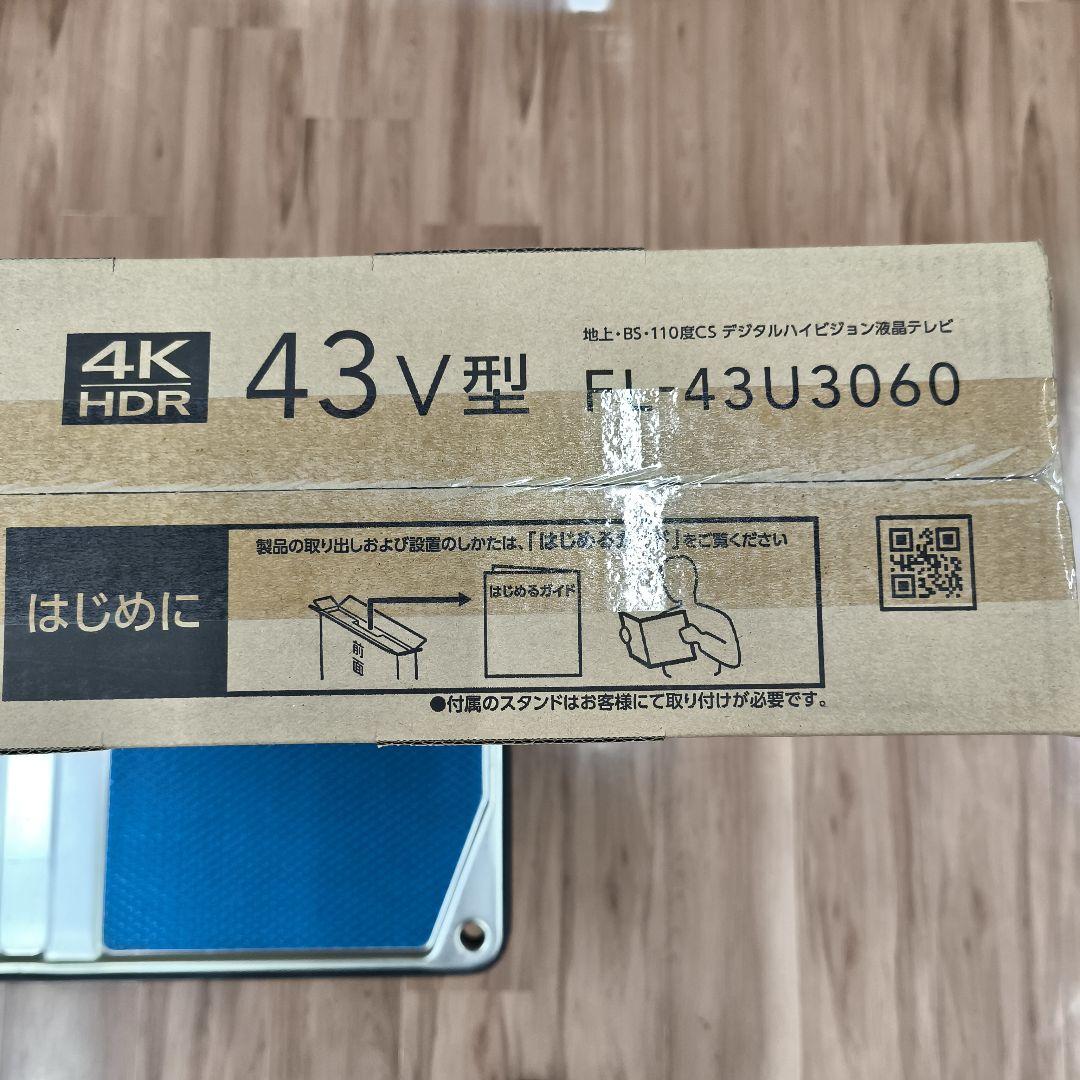 4K
HDR
43V型
地上・BS・110度CS デジタルハイビジョン液晶テレビ
FL-43U3060
はじめに
製品の取り出しおよび設置のしかたは、「はじめるガイド」をご覧ください
前面
はじめるガイド
●付属のスタンドはお客様にて取り付けが必要です。